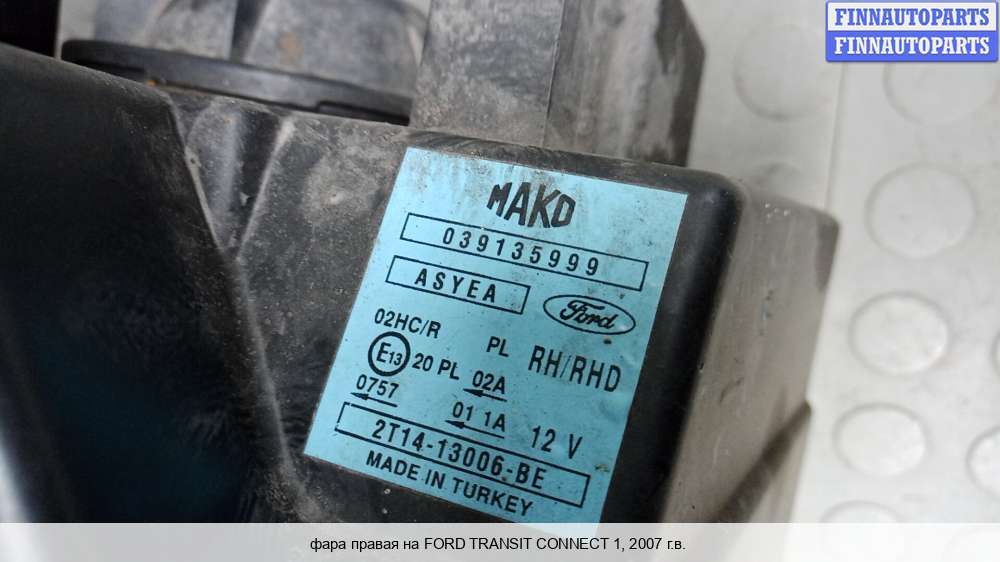 FINNAUTOPARTS
FINNAUTOPARTS
MAKO
039135999
ASYEA
Ford
02HC/R PL RH/RHD
E13 20 PL 02A
0757 01 1A 12 V
2T14-13006-BE
MADE IN TURKEY
фара правая на FORD TRANSIT CONNECT 1, 2007 г.в.